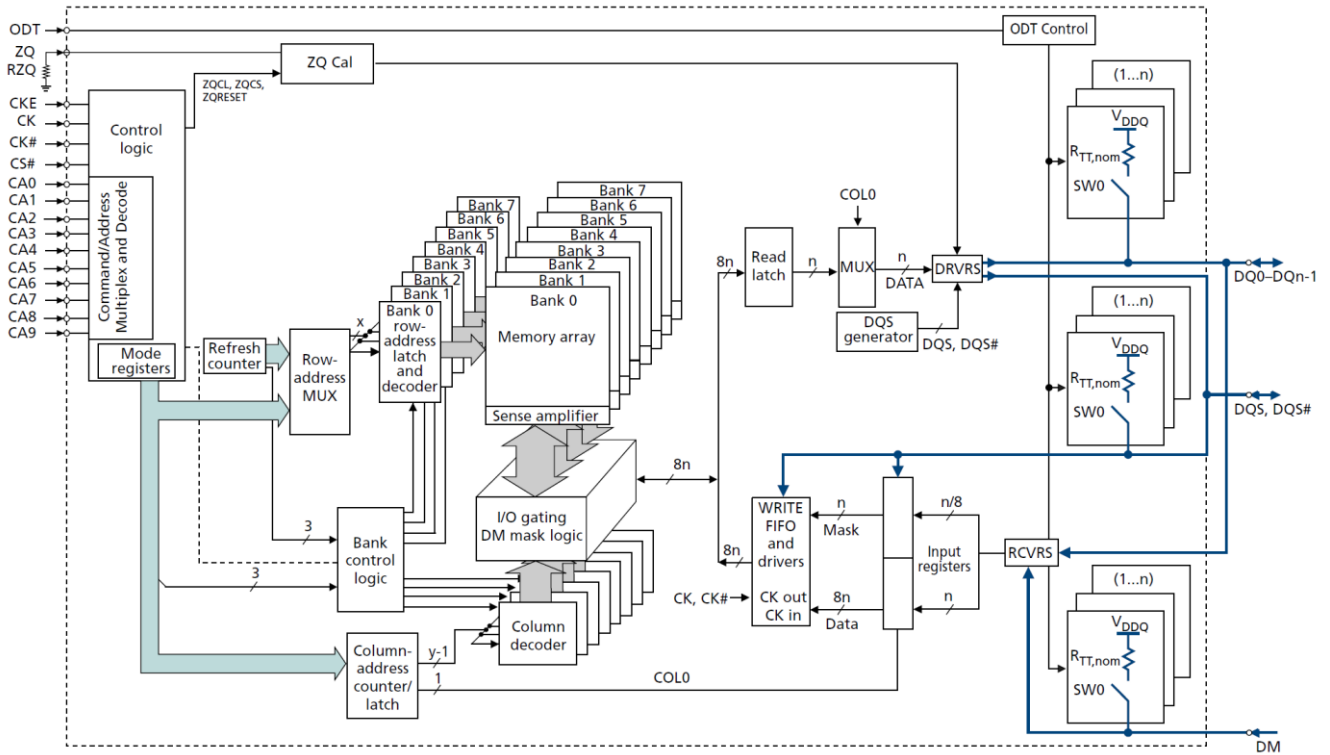 ODT
ODT Control
ZQ
RZQ
ZQ Cal
ZQCL, ZQCS,
ZQRESET
CKE
CK
CK#
CS#
CA0
CA1
CA2
CA3
CA4
CA5
CA6
CA7
CA8
CA9
Control
logic
Command/Address
Multiplex and Decode
Mode
registers
Refresh
counter
Row-
address
MUX
x
Bank 7
Bank 6
Bank 5
Bank 4
Bank 3
Bank 2
Bank 1
Bank 0
row-
address
latch
and
decoder
Bank 7
Bank 6
Bank 5
Bank 4
Bank 3
Bank 2
Bank 1
Bank 0
Memory array
Sense amplifier
I/O gating
DM mask logic
Column
decoder
3
3
Bank
control
logic
Column-
address
counter/
latch
y-1
1
COL0
8n
8n
8n
Read
latch
n
COL0
MUX
n
DATA
DRVRS
DQS
generator
DQS, DQS#
WRITE
FIFO
and
drivers
CK out
CK in
CK, CK#
n
Mask
8n
Data
n/8
Input
registers
n
RCVRS
(1...n)
VDDQ
RTT,nom
SW0
DQ0–DQn-1
(1...n)
VDDQ
RTT,nom
SW0
DQS, DQS#
(1...n)
VDDQ
RTT,nom
SW0
DM